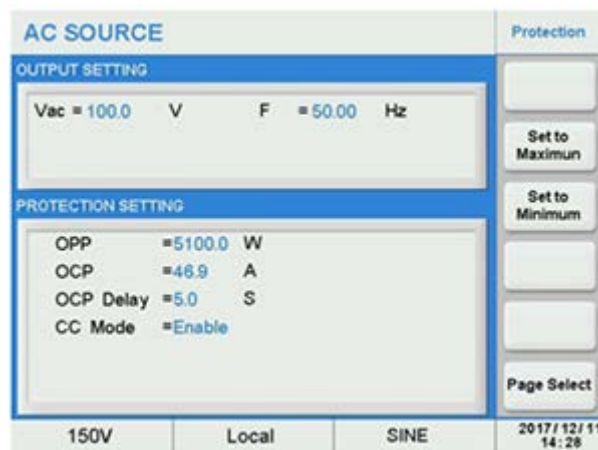 AC SOURCE
Protection
OUTPUT SETTING
Vac = 100.0 V F = 50.00 Hz
Set to
Maximun
Set to
Minimum
PROTECTION SETTING
OPP =5100.0 W
OCP =46.9 A
OCP Delay =5.0 S
CC Mode =Enable
Page Select
150V Local SINE
2017/12/11
14:28